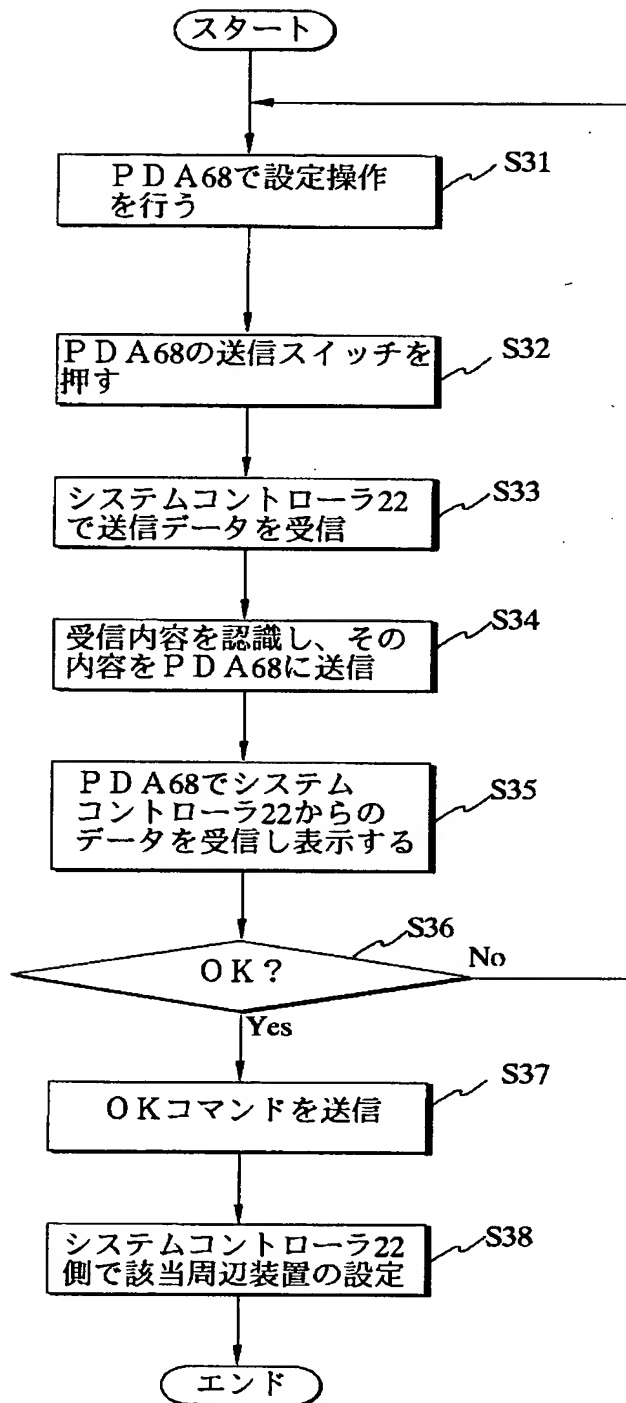 スタート
PDA68で設定操作
を行う
S31
PDA68の送信スイッチを
押す
S32
システムコントローラ22
で送信データを受信
S33
受信内容を認識し、その
内容をPDA68に送信
S34
PDA68でシステム
コントローラ22からの
データを受信し表示する
S35
S36
OK?
No
Yes
OKコマンドを送信
S37
システムコントローラ22
側で該当周辺装置の設定
S38
エンド